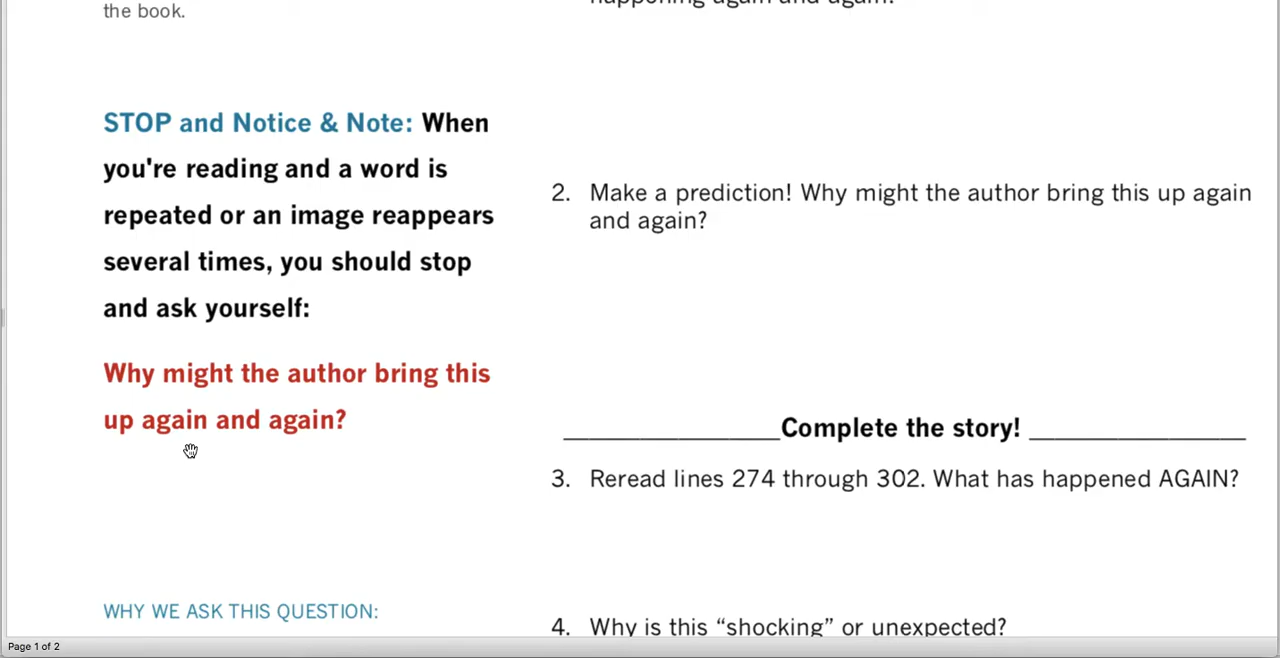 the book.
happening again and again?
STOP and Notice & Note: When
you're reading and a word is
repeated or an image reappears
several times, you should stop
and ask yourself:
Why might the author bring this
up again and again?
WHY WE ASK THIS QUESTION:
2. Make a prediction! Why might the author bring this up again
and again?
Complete the story!
3. Reread lines 274 through 302. What has happened AGAIN?
4. Why is this “shocking” or unexpected?
Page 1 of 2